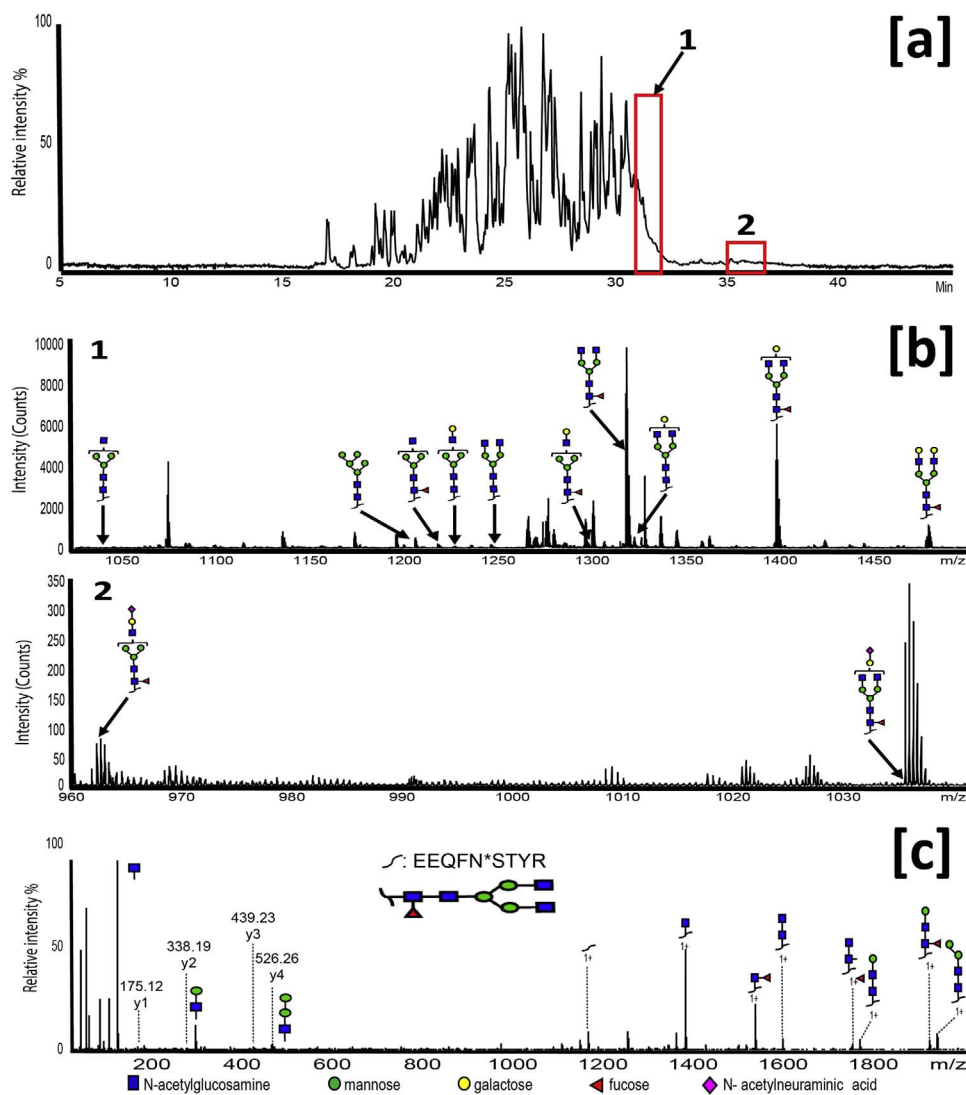 [a]
Relative intensity %
100
50
0
1
2
5 10 15 20 25 30 35 40 Min
[b]
1
Intensity (Counts)
10000
8000
6000
4000
2000
0
1050 1100 1150 1200 1250 1300 1350 1400 1450 m/z
2
Intensity (Counts)
350
300
250
200
150
100
50
0
960 970 980 990 1000 1010 1020 1030 m/z
[c]
Relative intensity %
100
50
0
: EEQFN*STYR
175.12
y1
338.19
y2
439.23
y3
526.26
y4
1+
1+
1+
1+
1+
1+
1+
1+
200 400 600 800 1000 1200 1400 1600 1800 m/z
N-acetylglucosamine mannose galactose fucose N- acetylneuraminic acid